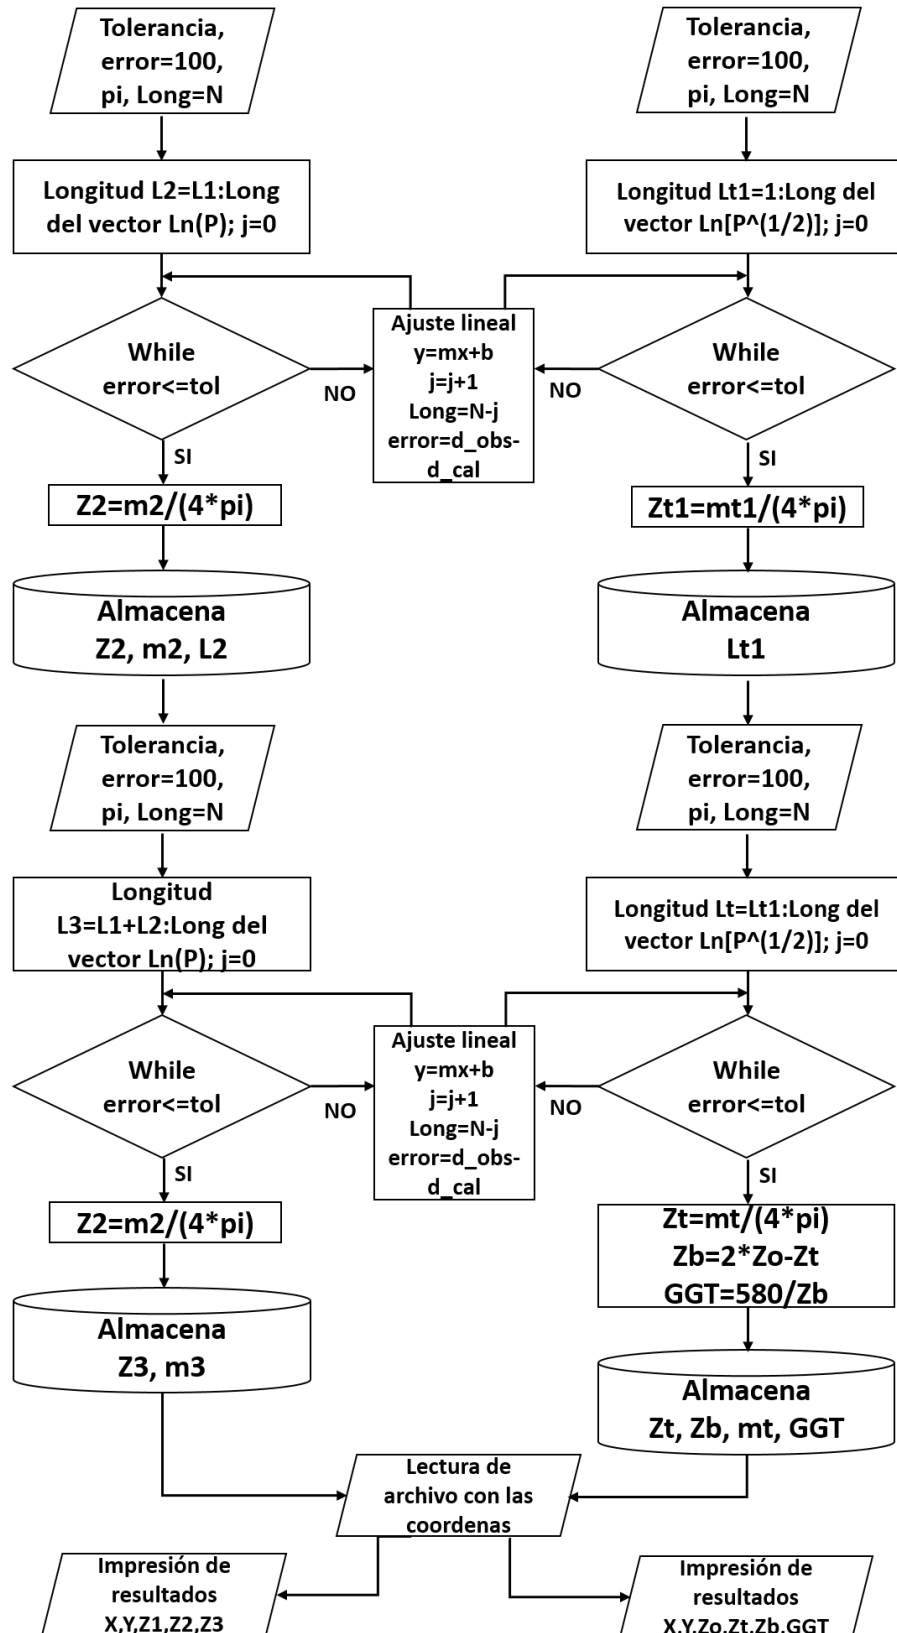 Tolerancia,
error=100,
pi, Long=N
Tolerancia,
error=100,
pi, Long=N
Longitud L2=L1:Long
del vector Ln(P); j=0
Longitud Lt1=1:Long del
vector Ln[P^(1/2)]; j=0
While
error<=tol
NO
SI
Ajuste lineal
y=mx+b
j=j+1
Long=N-j
error=d_obs-
d_cal
While
error<=tol
NO
SI
Z2=m2/(4*pi)
Zt1=mt1/(4*pi)
Almacena
Z2, m2, L2
Almacena
Lt1
Tolerancia,
error=100,
pi, Long=N
Tolerancia,
error=100,
pi, Long=N
Longitud
L3=L1+L2:Long del
vector Ln(P); j=0
Longitud Lt=Lt1:Long del
vector Ln[P^(1/2)]; j=0
While
error<=tol
NO
SI
Ajuste lineal
y=mx+b
j=j+1
Long=N-j
error=d_obs-
d_cal
While
error<=tol
NO
SI
Z2=m2/(4*pi)
Zt=mt/(4*pi)
Zb=2*Zo-Zt
GGT=580/Zb
Almacena
Z3, m3
Almacena
Zt, Zb, mt, GGT
Lectura de
archivo con las
coordenas
Impresión de
resultados
X,Y,Z1,Z2,Z3
Impresión de
resultados
X,Y,Zo,Zt,Zb,GGT